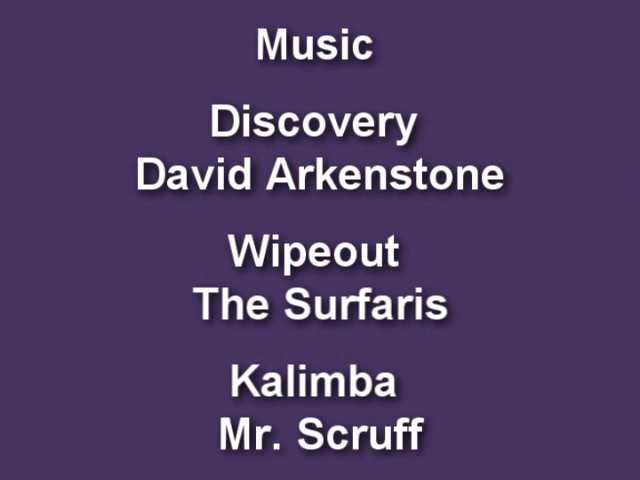 Music
Discovery
David Arkenstone
Wipeout
The Surfaris
Kalimba
Mr. Scruff